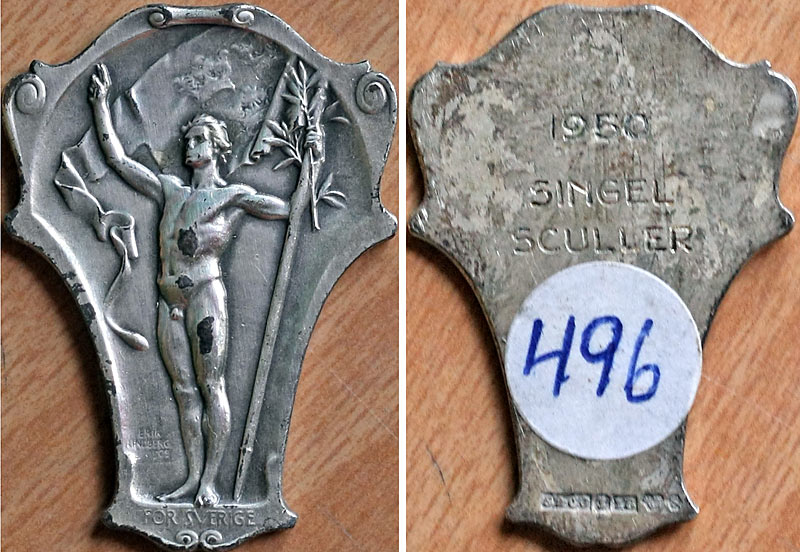 ERIK
LINDBERG
FÖR SVERIGE
1950
SINGEL
SCULLER
496